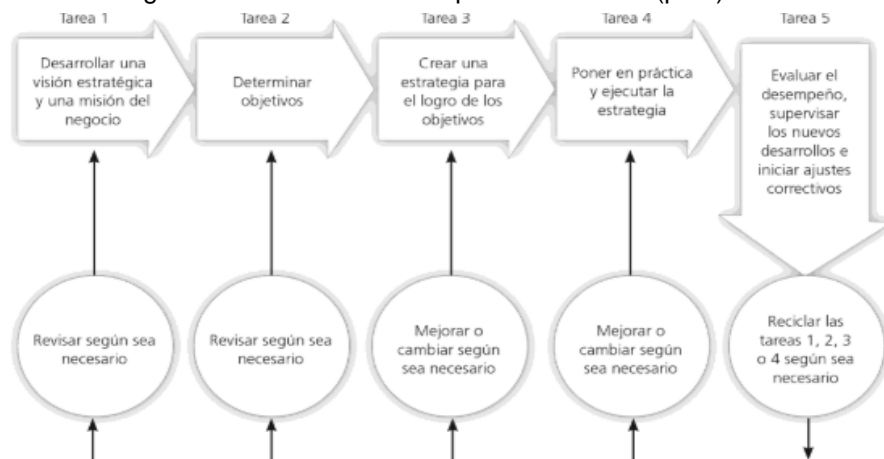 Tarea 1
Tarea 2
Tarea 3
Tarea 4
Tarea 5
Desarrollar una
visión estratégica
y una misión del
negocio
Determinar
objetivos
Crear una
estrategia para
el logro de los
objetivos
Poner en práctica
y ejecutar la
estrategia
Evaluar el
desempeño,
supervisar
los nuevos
desarrollos e
iniciar ajustes
correctivos
Revisar según sea
necesario
Revisar según sea
necesario
Mejorar o
cambiar según
sea necesario
Mejorar o
cambiar según
sea necesario
Reciclar las
tareas 1, 2, 3
o 4 según sea
necesario